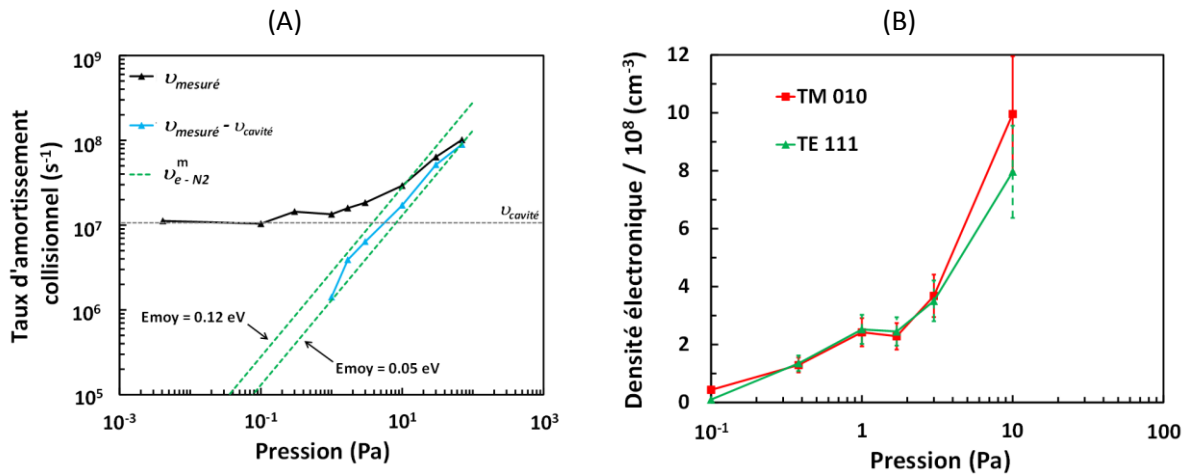 (A)
Taux d'amortissement
collisionnel (s⁻¹)
10⁹
10⁸
10⁷
10⁶
10⁵
υmesuré
υmesuré - υcavité
υᵐe - N2
υcavité
Emoy = 0.12 eV
Emoy = 0.05 eV
10⁻³
10⁻¹
10¹
10³
Pression (Pa)
(B)
Densité électronique / 10⁸ (cm⁻³)
12
10
8
6
4
2
0
TM 010
TE 111
10⁻¹
1
10
100
Pression (Pa)